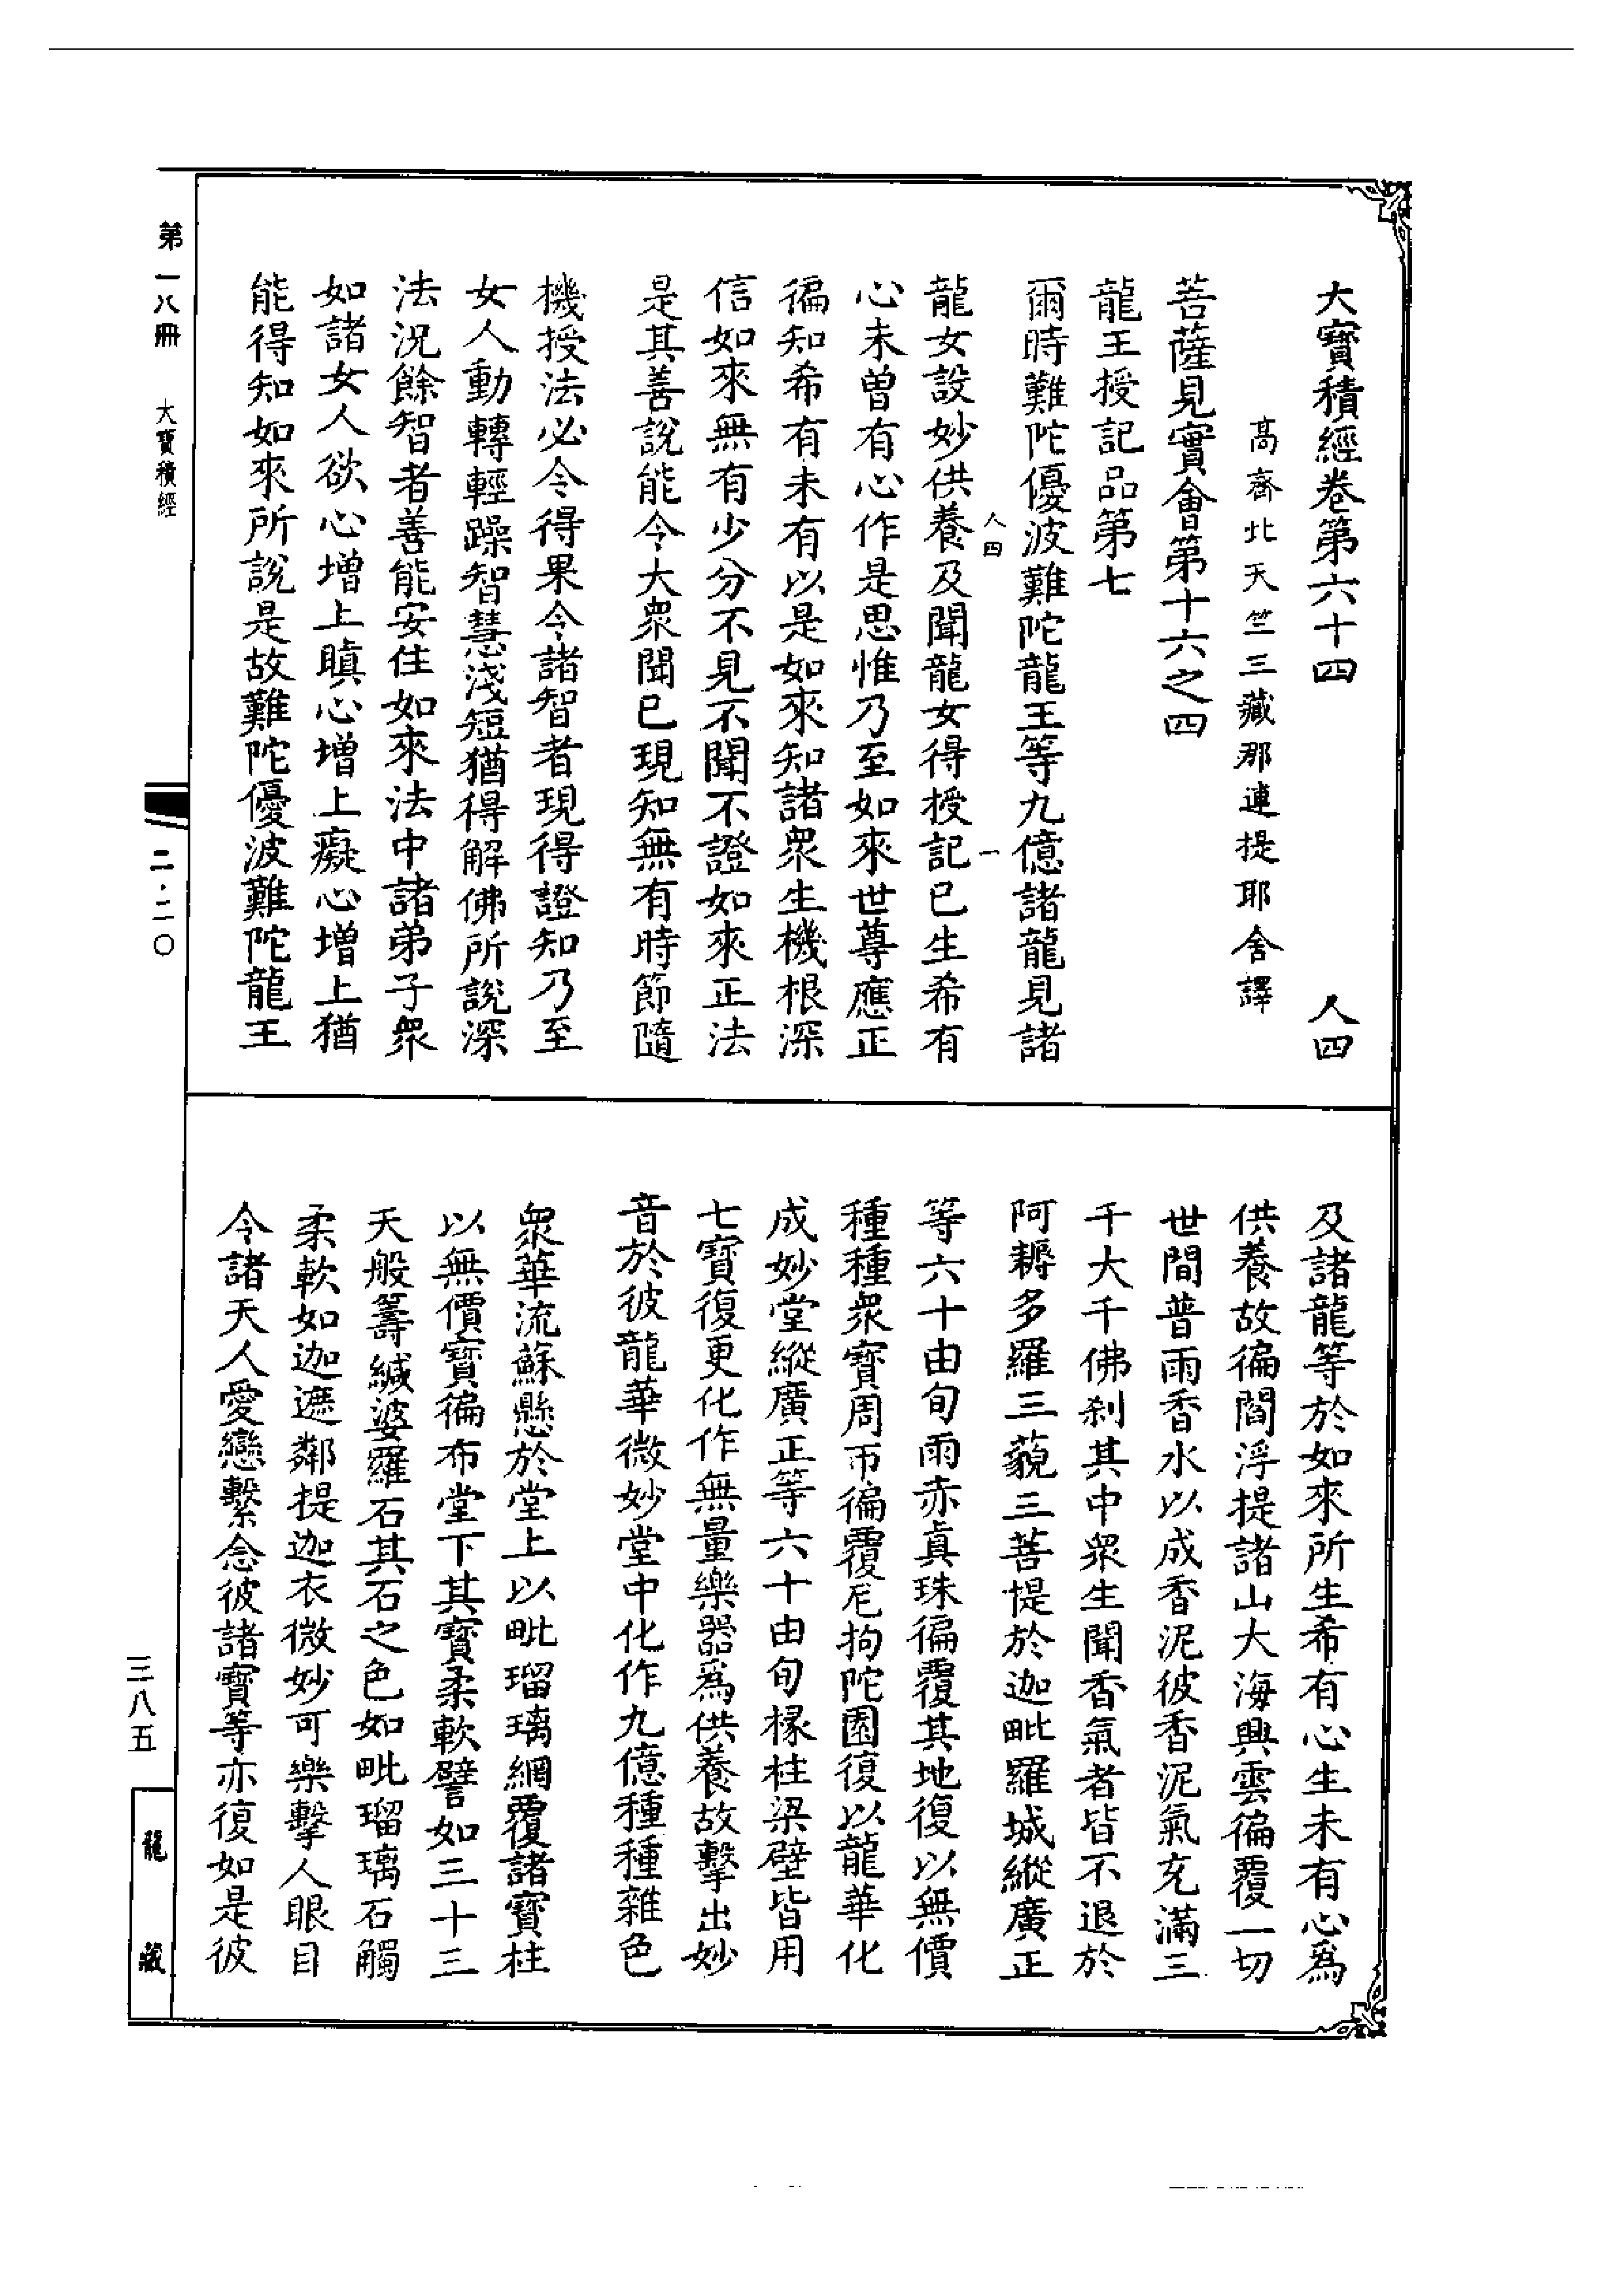 大寶積經卷第六十四　人四
高齊北天竺三藏那連提耶舍譯
菩薩見實會第十六之四
龍王授記品第七
爾時難陀優波難陀龍王等九億諸龍見諸
人四　一
龍女設妙供養及聞龍女得授記已生希有
心未曾有心作是思惟乃至如來世尊應正
徧知希有未有以是如來知諸眾生機根深
信如來無有少分不見不聞不證如來正法
是其善說能令大眾聞已現知無有時節隨
機授法必令得果今諸智者現得證知乃至
女人動轉輕躁智慧淺短猶得解佛所說深
法況餘智者善能安住如來法中諸弟子眾
如諸女人欲心增上瞋心增上癡心增上猶
能得知如來所說是故難陀優波難陀龍王
及諸龍等於如來所生希有心生未有心為
供養故徧閻浮提諸山大海興雲徧覆一切
世間普雨香水以成香泥彼香泥氣充滿三
千大千佛剎其中眾生聞香氣者皆不退於
阿耨多羅三藐三菩提於迦毗羅城縱廣正
等六十由旬雨赤真珠徧覆其地復以無價
種種眾寶周帀徧覆尼拘陀園復以龍華化
成妙堂縱廣正等六十由旬椽柱梁壁皆用
七寶復更化作無量樂器為供養故擊出妙
音於彼龍華微妙堂中化作九億種種雜色
眾華流蘇懸於堂上以毗瑠璃網覆諸寶柱
以無價寶徧布堂下其寶柔軟譬如三十三
天般籌緘婆羅石其石之色如毗瑠璃石觸
柔軟如迦遮鄰提迦衣微妙可樂擊人眼目
令諸天人愛戀繫念彼諸寶等亦復如是彼
第一八冊　大寶積經
二·二〇
三八五
龍藏